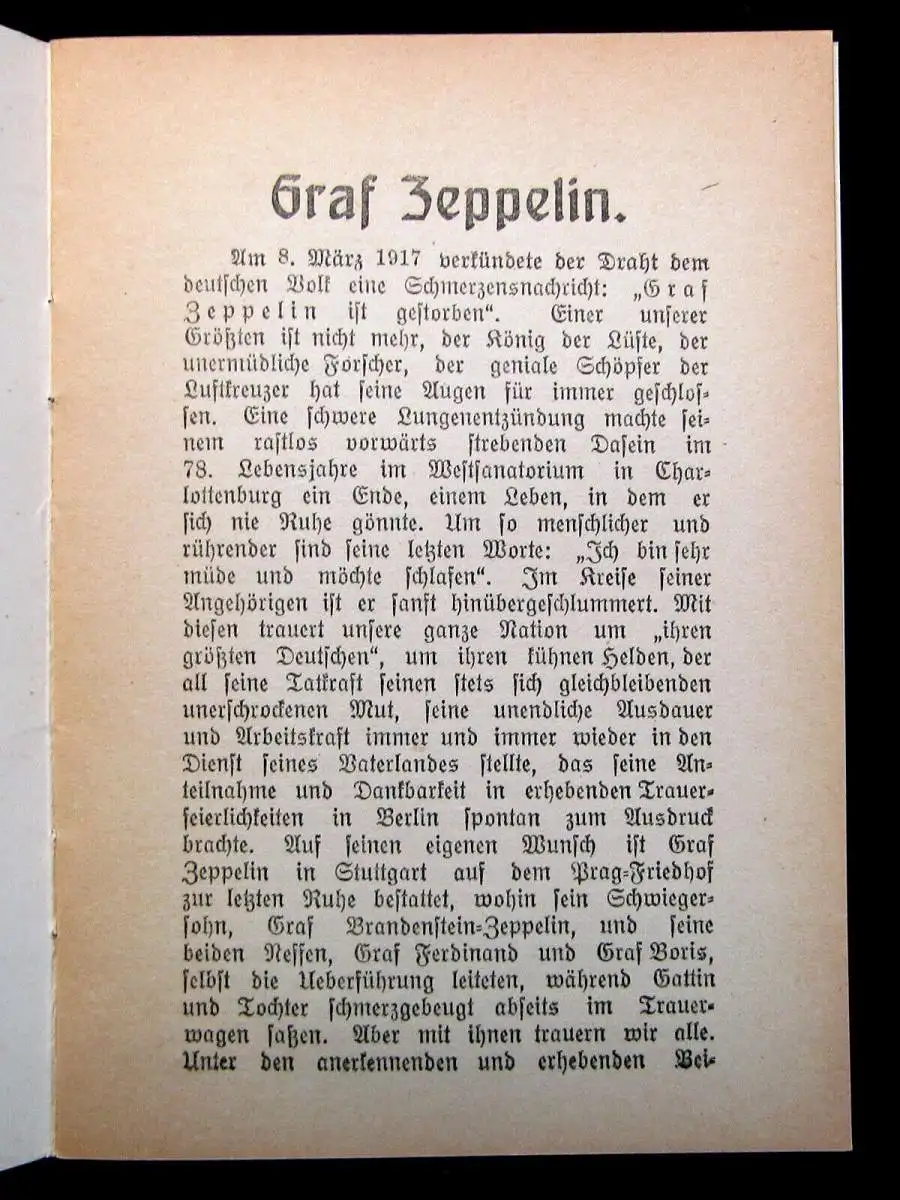 Graf Zeppelin.
Am 8. März 1917 verkündete der Draht dem
deutschen Volk eine Schmerzensnachricht: „Graf
Zeppelin ist gestorben“. Einer unserer
Größten ist nicht mehr, der König der Lüfte, der
unermüdliche Forscher, der geniale Schöpfer der
Luftkreuzer hat seine Augen für immer geschlos-
sen. Eine schwere Lungenentzündung machte sei-
nem rastlos vorwärts strebenden Dasein im
78. Lebensjahre im Westsanatorium in Char-
lottenburg ein Ende, einem Leben, in dem er
sich nie Ruhe gönnte. Um so menschlicher und
rührender sind seine letzten Worte: „Ich bin sehr
müde und möchte schlafen“. Im Kreise seiner
Angehörigen ist er sanft hinübergeschlummert. Mit
diesen trauert unsere ganze Nation um „ihren
größten Deutschen“, um ihren kühnen Helden, der
all seine Tatkraft seinen stets sich gleichbleibenden
unerschrockenen Mut, seine unendliche Ausdauer
und Arbeitskraft immer und immer wieder in den
Dienst seines Vaterlandes stellte, das seine An-
teilnahme und Dankbarkeit in erhebenden Trauer-
feierlichkeiten in Berlin spontan zum Ausdruck
brachte. Auf seinen eigenen Wunsch ist Graf
Zeppelin in Stuttgart auf dem Prag-Friedhof
zur letzten Ruhe bestattet, wohin sein Schwieger-
sohn, Graf Brandenstein-Zeppelin, und seine
beiden Neffen, Graf Ferdinand und Graf Boris,
selbst die Ueberführung leiteten, während Gattin
und Tochter schmerzgebeugt abseits im Trauer-
wagen saßen. Aber mit ihnen trauern wir alle.
Unter den anerkennenden und erhebenden Bei-